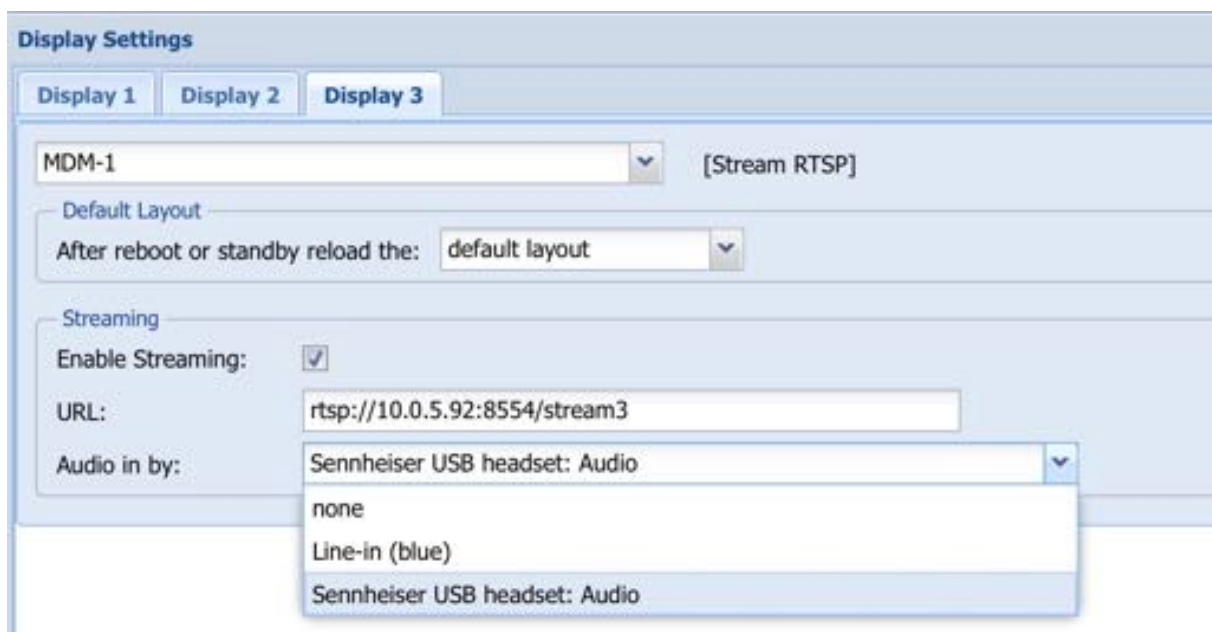 Display Settings
Display 1 Display 2 Display 3
MDM-1 [Stream RTSP]
Default Layout
After reboot or standby reload the: default layout
Streaming
Enable Streaming:
URL: rtsp://10.0.5.92:8554/stream3
Audio in by: Sennheiser USB headset: Audio
none
Line-in (blue)
Sennheiser USB headset: Audio